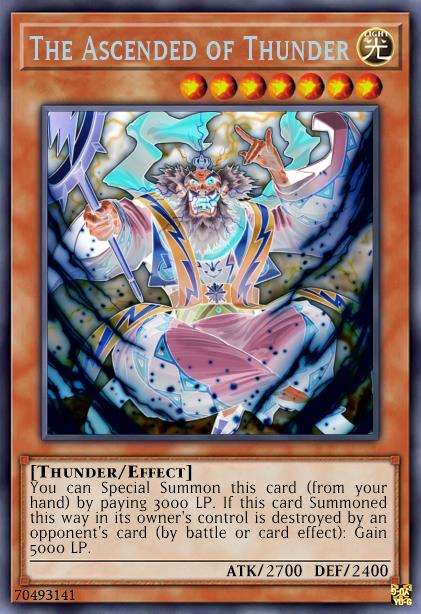 The Ascended of Thunder
LIGHT
光
[Thunder/Effect]
You can Special Summon this card (from your
hand) by paying 3000 LP. If this card Summoned
this way in its owner's control is destroyed by an
opponent's card (by battle or card effect): Gain
5000 LP.
ATK/2700 DEF/2400
70493141